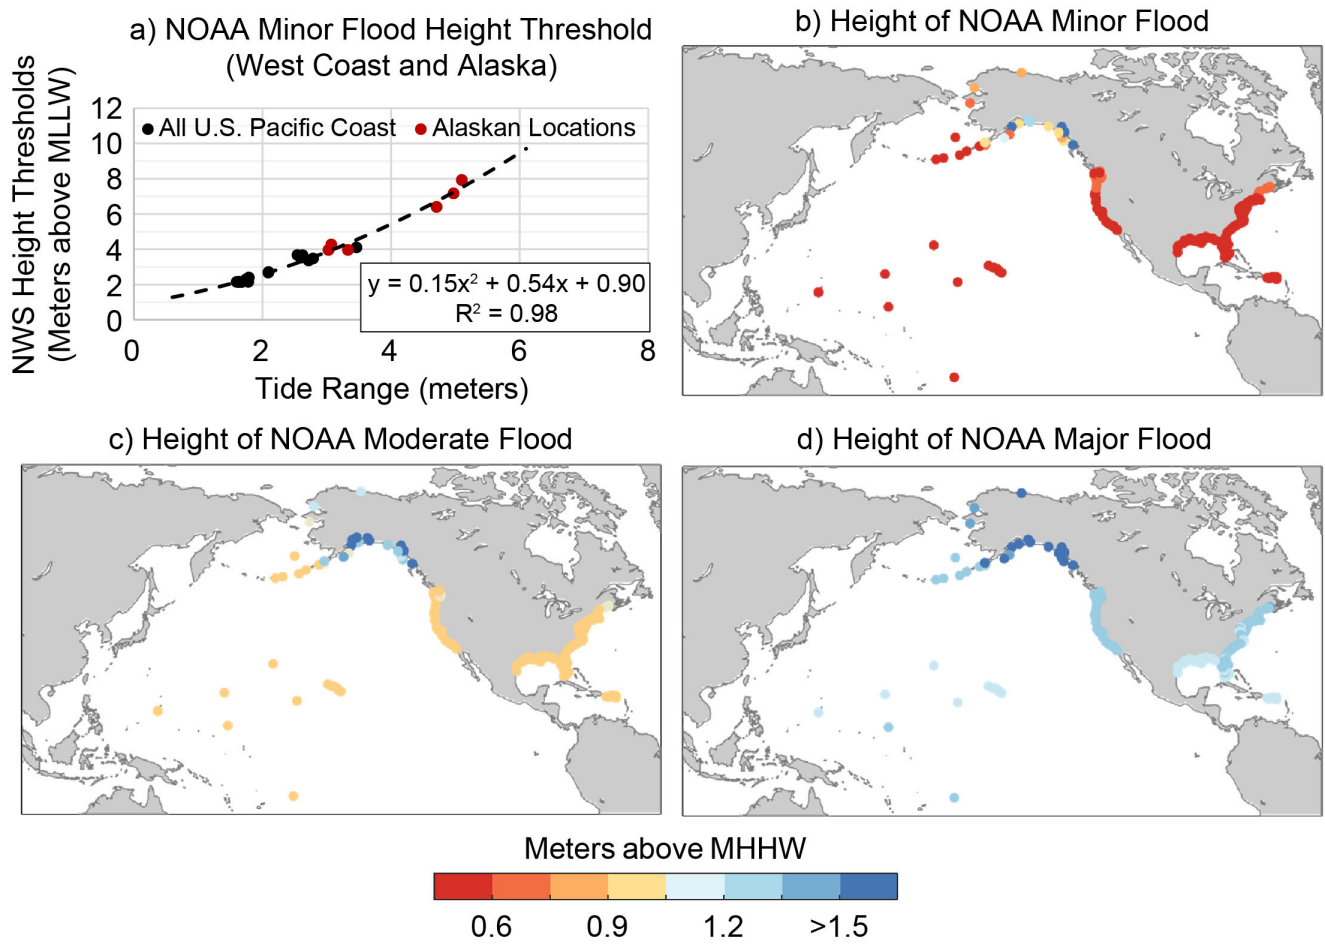 a) NOAA Minor Flood Height Threshold
(West Coast and Alaska)
NWS Height Thresholds
(Meters above MLLW)
12
10
8
6
4
2
0
All U.S. Pacific Coast
Alaskan Locations
y = 0.15x² + 0.54x + 0.90
R² = 0.98
0 2 4 6 8
Tide Range (meters)
b) Height of NOAA Minor Flood
c) Height of NOAA Moderate Flood
d) Height of NOAA Major Flood
Meters above MHHW
0.6 0.9 1.2 >1.5